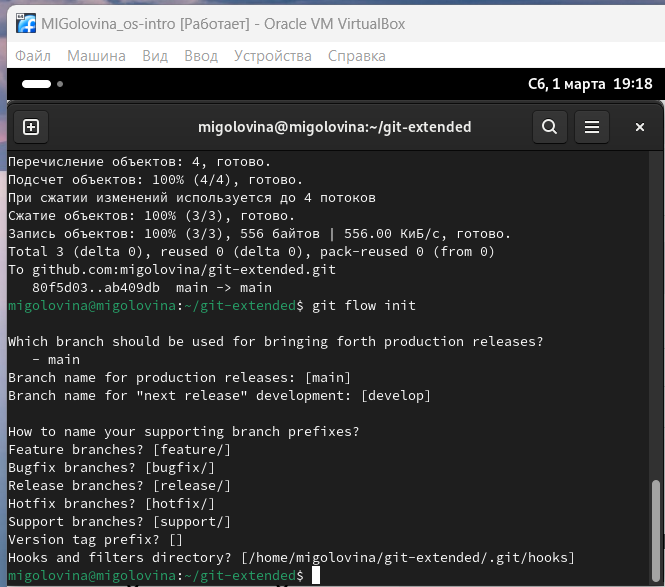 MIGolovina_os-intro [Работает] - Oracle VM VirtualBox
Файл Машина Вид Ввод Устройства Справка
Сб, 1 марта 19:18
migolovina@migolovina:~/git-extended
Перечисление объектов: 4, готово.
Подсчет объектов: 100% (4/4), готово.
При сжатии изменений используется до 4 потоков
Сжатие объектов: 100% (3/3), готово.
Запись объектов: 100% (3/3), 556 байтов | 556.00 КиБ/с, готово.
Total 3 (delta 0), reused 0 (delta 0), pack-reused 0 (from 0)
To github.com:migolovina/git-extended.git
80f5d03..ab409db main -> main
migolovina@migolovina:~/git-extended$ git flow init
Which branch should be used for bringing forth production releases?
- main
Branch name for production releases: [main]
Branch name for "next release" development: [develop]
How to name your supporting branch prefixes?
Feature branches? [feature/]
Bugfix branches? [bugfix/]
Release branches? [release/]
Hotfix branches? [hotfix/]
Support branches? [support/]
Version tag prefix? []
Hooks and filters directory? [/home/migolovina/git-extended/.git/hooks]
migolovina@migolovina:~/git-extended$